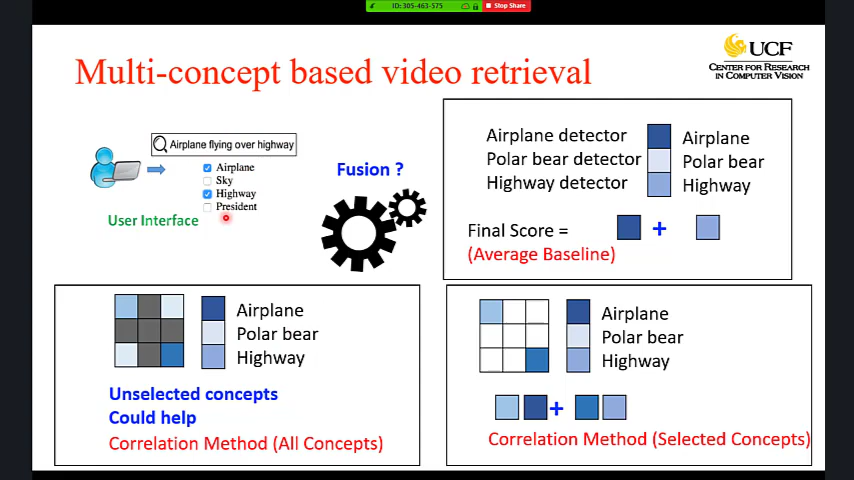 ID: 305-463-575
Stop Share
UCF
CENTER FOR RESEARCH
IN COMPUTER VISION
Multi-concept based video retrieval
Airplane flying over highway
Airplane
Sky
Highway
President
User Interface
Fusion ?
Airplane detector
Polar bear detector
Highway detector
Airplane
Polar bear
Highway
Final Score =
+
(Average Baseline)
Airplane
Polar bear
Highway
Unselected concepts
Could help
Correlation Method (All Concepts)
Airplane
Polar bear
Highway
+
Correlation Method (Selected Concepts)